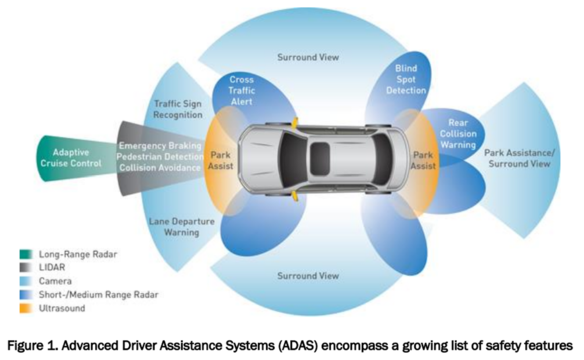 Surround View
Cross
Traffic
Alert
Blind
Spot
Detection
Traffic Sign
Recognition
Rear
Collision
Warning
Adaptive
Cruise Control
Emergency Braking
Pedestrian Detection
Collision Avoidance
Park
Assist
Park
Assist
Park Assistance/
Surround View
Lane Departure
Warning
Surround View
Long-Range Radar
LIDAR
Camera
Short-/Medium Range Radar
Ultrasound
Figure 1. Advanced Driver Assistance Systems (ADAS) encompass a growing list of safety features